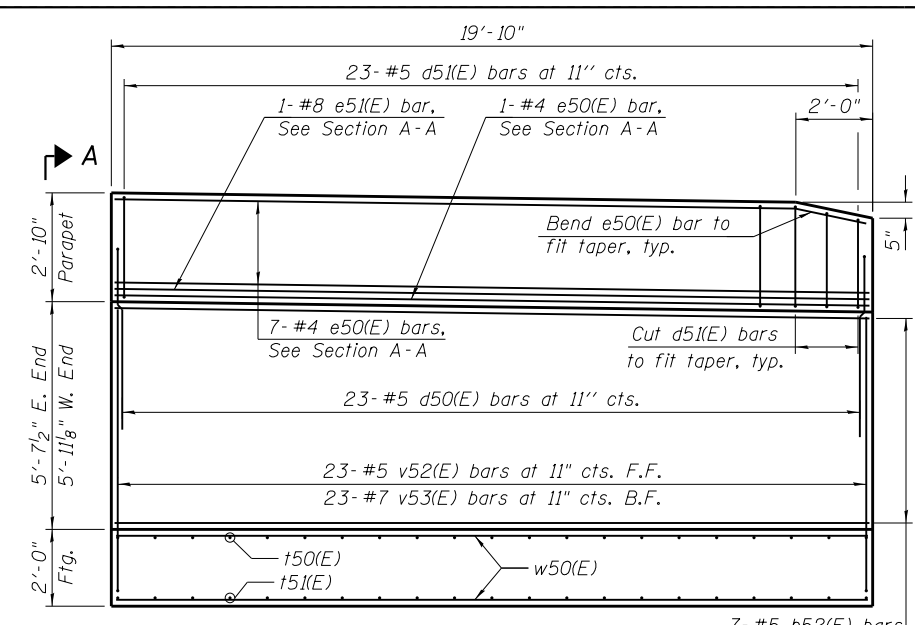 19'-10"
23-#5 d51(E) bars at 11'' cts.
1-#8 e51(E) bar,
See Section A-A
1-#4 e50(E) bar,
See Section A-A
2'-0"
A
2'-10"
Parapet
Bend e50(E) bar to
fit taper, typ.
5"
7-#4 e50(E) bars,
See Section A-A
Cut d51(E) bars
to fit taper, typ.
5'-7½" E. End
5'-11⅛" W. End
23-#5 d50(E) bars at 11'' cts.
23-#5 v52(E) bars at 11" cts. F.F.
23-#7 v53(E) bars at 11" cts. B.F.
2'-0"
Ftg.
t50(E)
t51(E)
w50(E)
7-#5 h52(E) bars